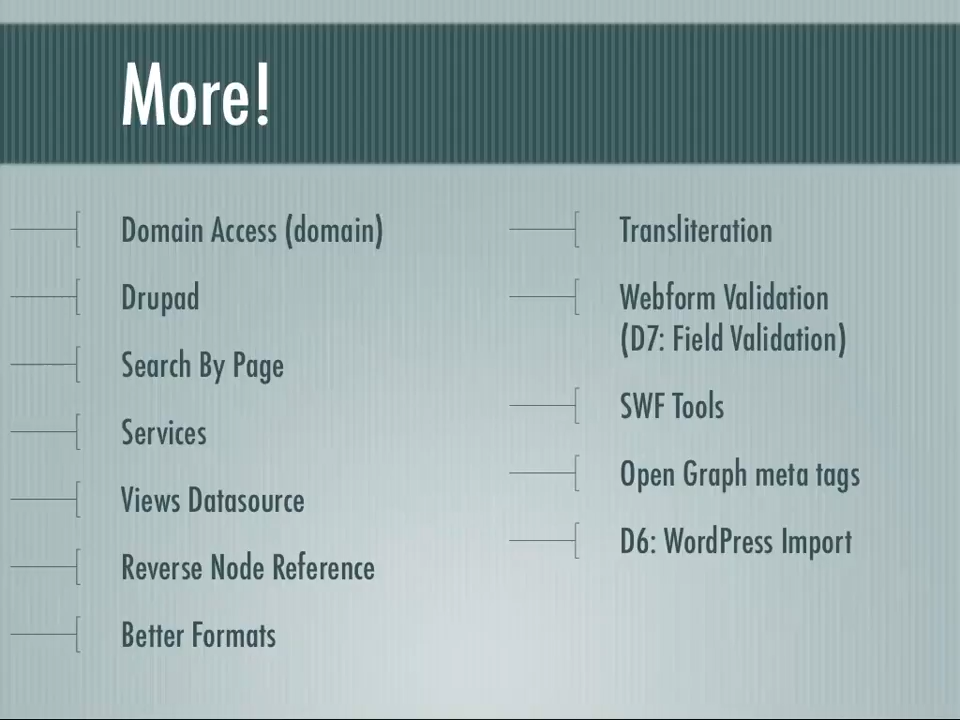 More!
Domain Access (domain)
Drupad
Search By Page
Services
Views Datasource
Reverse Node Reference
Better Formats
Transliteration
Webform Validation
(D7: Field Validation)
SWF Tools
Open Graph meta tags
D6: WordPress Import